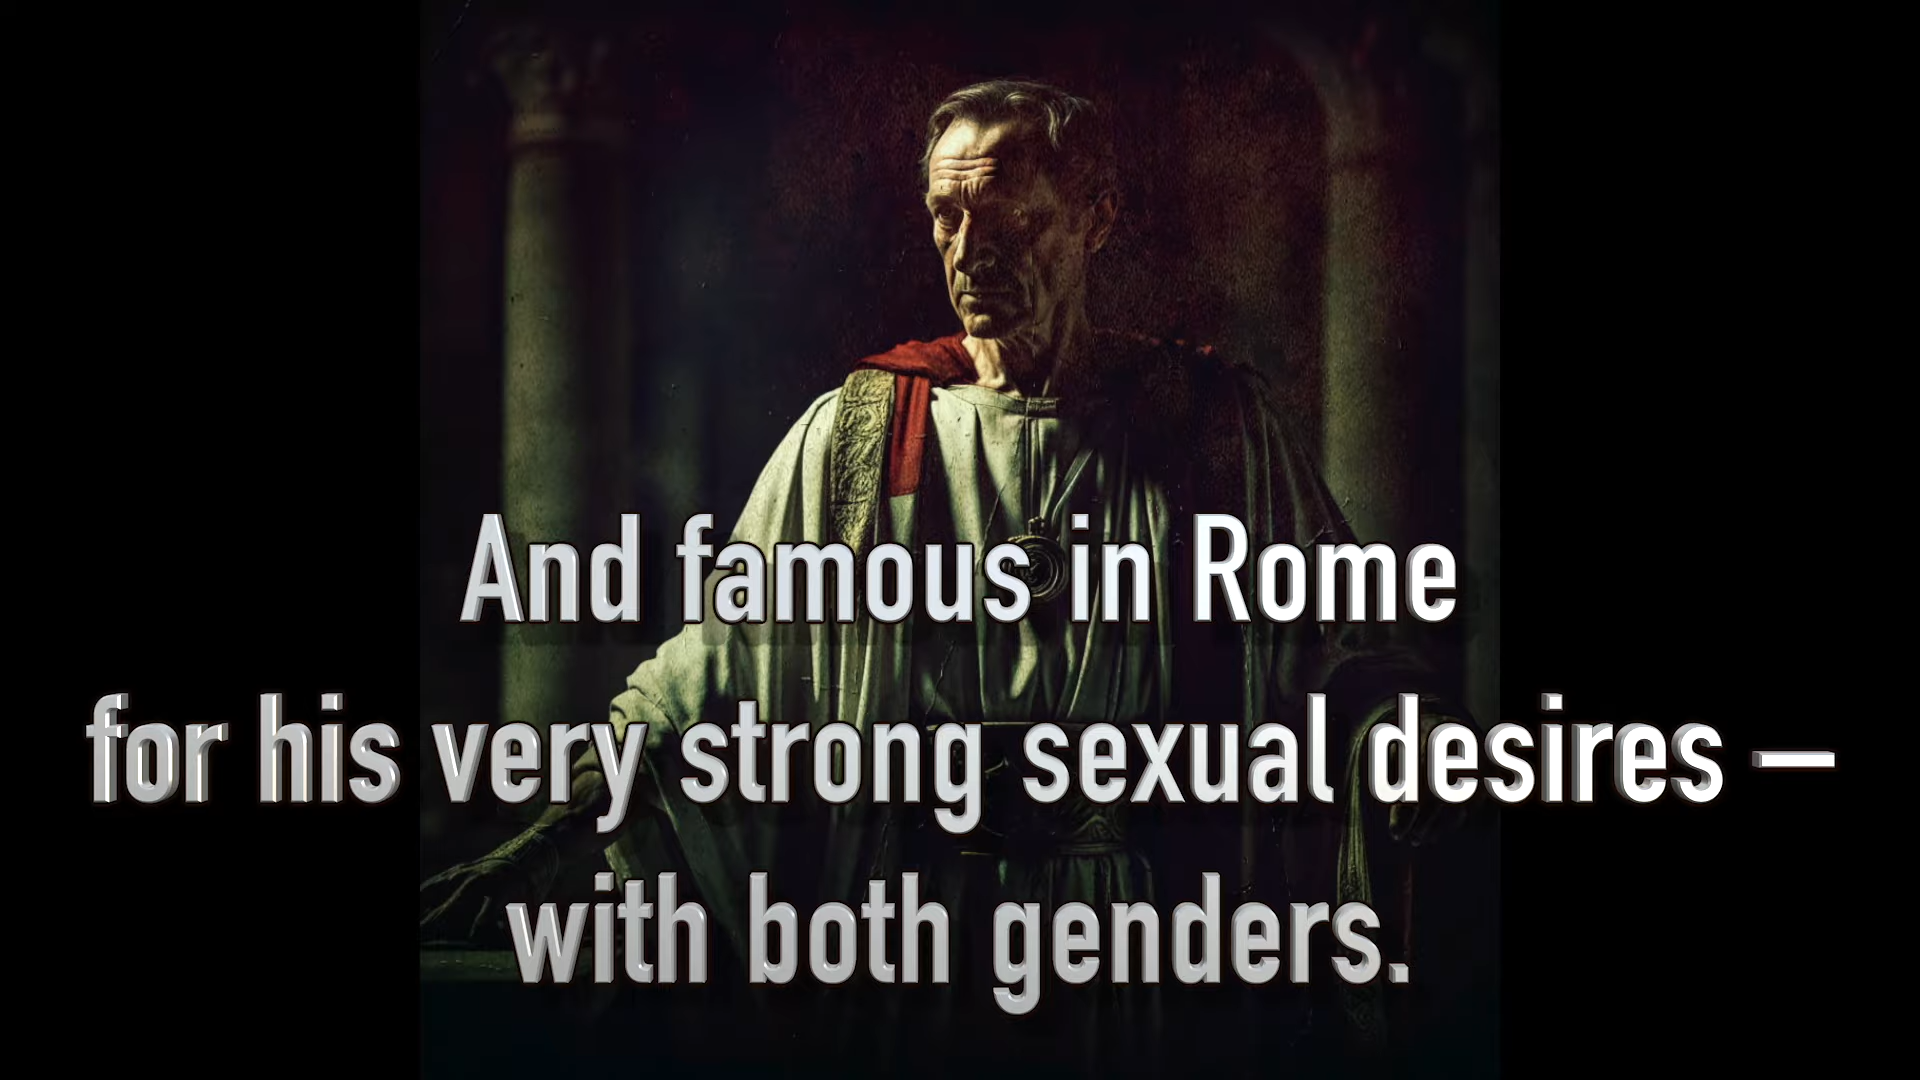 And famous in Rome
for his very strong sexual desires –
with both genders.